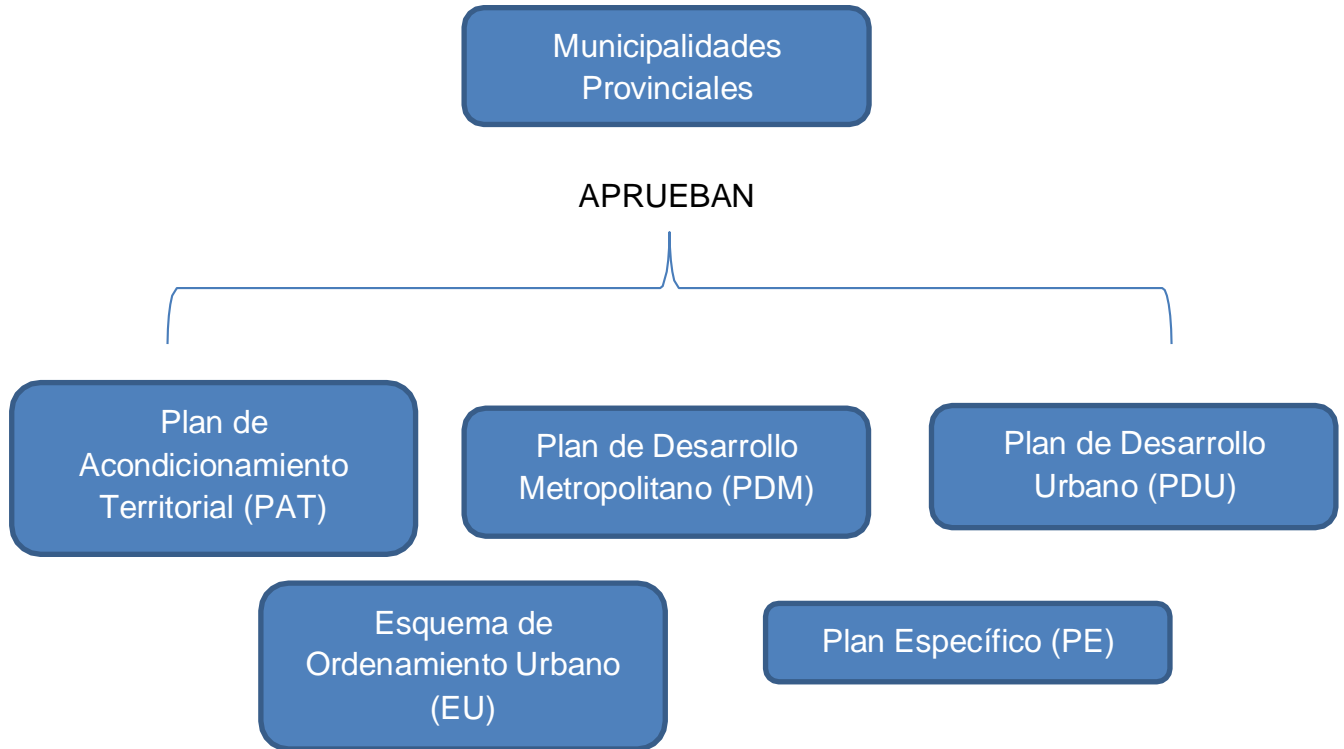 Municipalidades
Provinciales
APRUEBAN
Plan de
Acondicionamiento
Territorial (PAT)
Plan de Desarrollo
Metropolitano (PDM)
Plan de Desarrollo
Urbano (PDU)
Esquema de
Ordenamiento Urbano
(EU)
Plan Específico (PE)